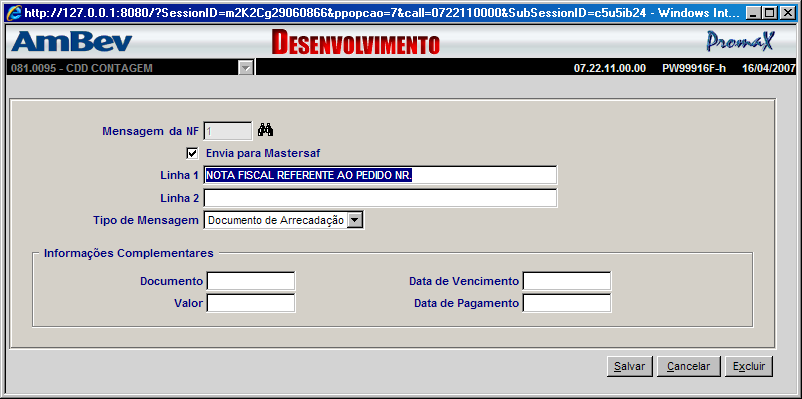 http://127.0.0.1:8080/?SessionID=m2K2Cg29060866&ppopcao=7&call=0722110000&SubSessionID=c5u5ib24 - Windows Int...
AmBev DESENVOLVIMENTO PromaX
081.0095 - CDD CONTAGEM 07.22.11.00.00 PW99916F-h 16/04/2007
Mensagem da NF 1
Envia para Mastersaf
Linha 1 NOTA FISCAL REFERENTE AO PEDIDO NR.
Linha 2
Tipo de Mensagem Documento de Arrecadação
Informações Complementares
Documento Data de Vencimento
Valor Data de Pagamento
Salvar Cancelar Excluir